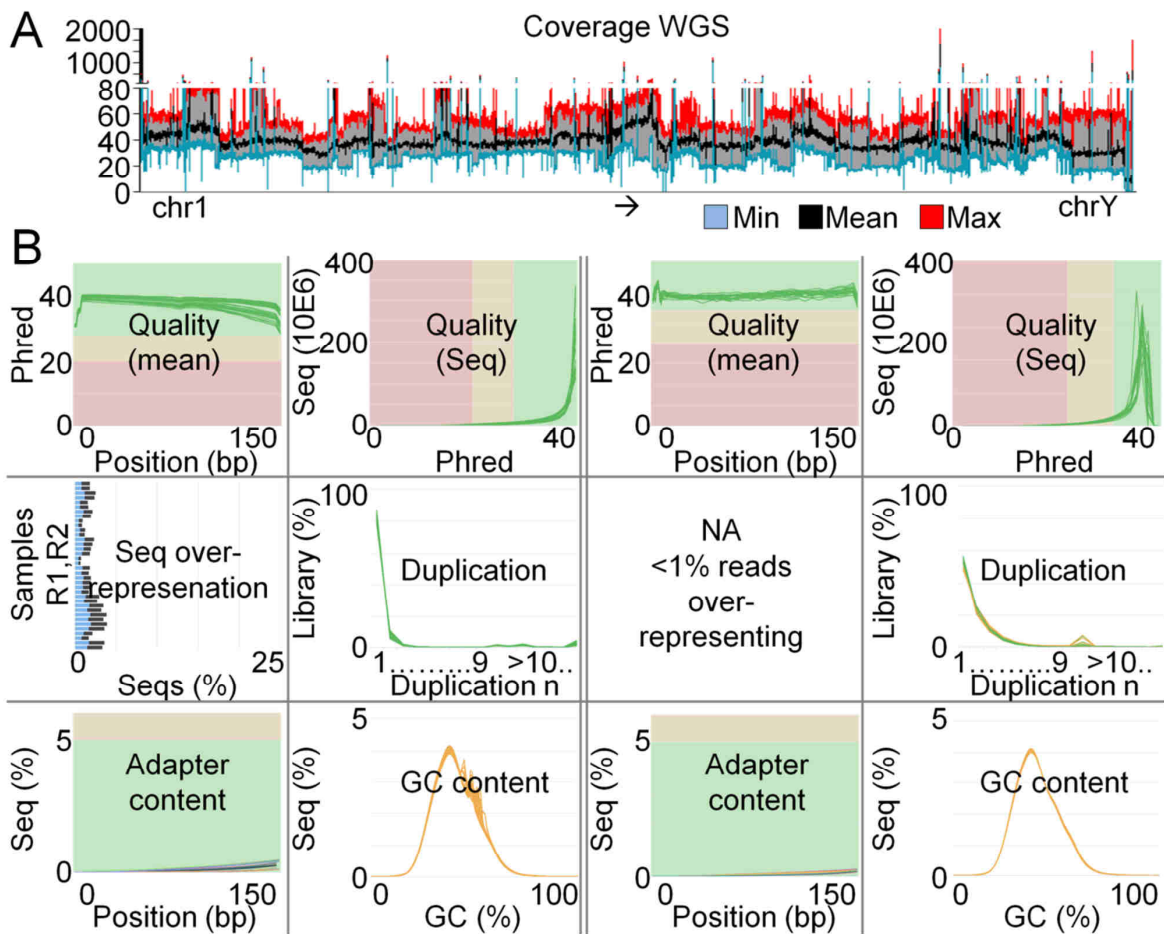 A
Coverage WGS
2000
1000
80
60
40
20
0
chr1
→
chrY
Min
Mean
Max
B
Phred
40
20
0
Quality
(mean)
0
150
Position (bp)
Seq (10E6)
400
200
0
Quality
(Seq)
0
40
Phred
Phred
40
20
0
Quality
(mean)
0
150
Position (bp)
Seq (10E6)
400
200
0
Quality
(Seq)
0
40
Phred
Samples
R1,R2
Seq over-
represenation
0
25
Seqs (%)
Library (%)
100
0
Duplication
1.........9 >10..
Duplication n
NA
<1% reads
over-
representing
Library (%)
100
0
Duplication
1.........9 >10..
Duplication n
Seq (%)
5
0
Adapter
content
0
150
Position (bp)
Seq (%)
5
0
GC content
0
100
GC (%)
Seq (%)
5
0
Adapter
content
0
150
Position (bp)
Seq (%)
5
0
GC content
0
100
GC (%)